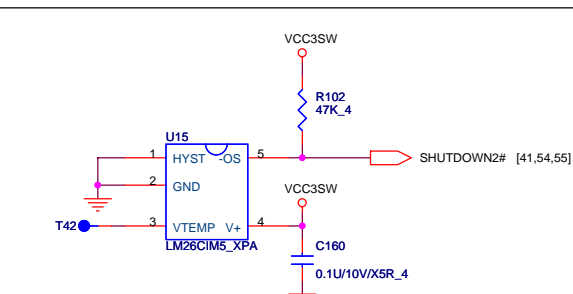 VCC3SW
R102
47K_4
U15
1 HYST -OS 5
SHUTDOWN2# [41,54,55]
2 GND
VCC3SW
T42
3 VTEMP V+ 4
LM26CIM5_XPA
C160
0.1U/10V/X5R_4